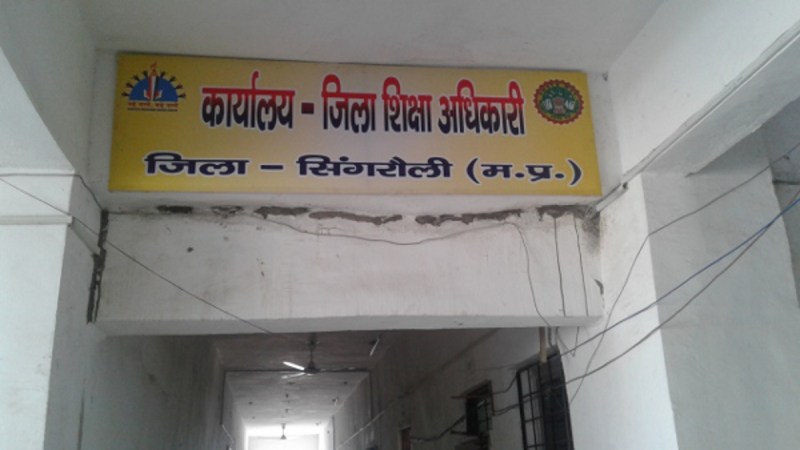 कार्यालय - जिला शिक्षा अधिकारी
जिला - सिंगरौली (म.प्र.)